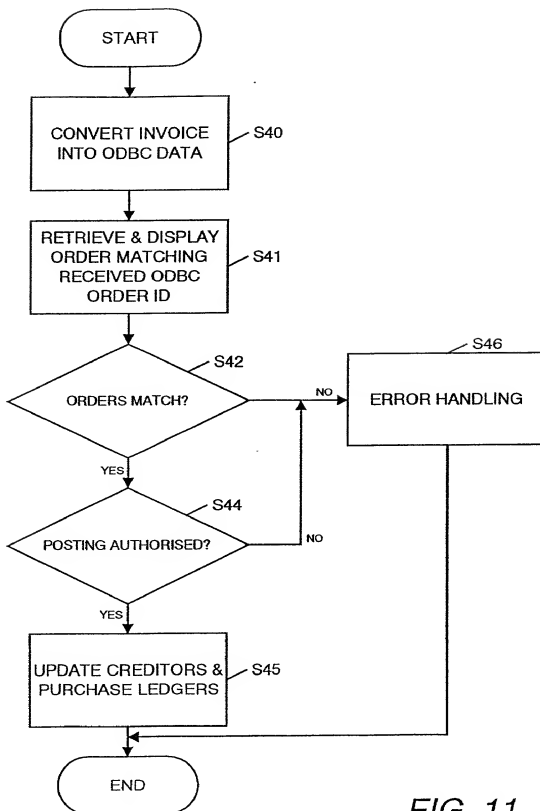 START
CONVERT INVOICE
INTO ODBC DATA
S40
RETRIEVE & DISPLAY
ORDER MATCHING
RECEIVED ODBC
ORDER ID
S41
S42
ORDERS MATCH?
NO
S46
ERROR HANDLING
YES
S44
POSTING AUTHORISED?
NO
YES
UPDATE CREDITORS &
PURCHASE LEDGERS
S45
END
FIG. 11